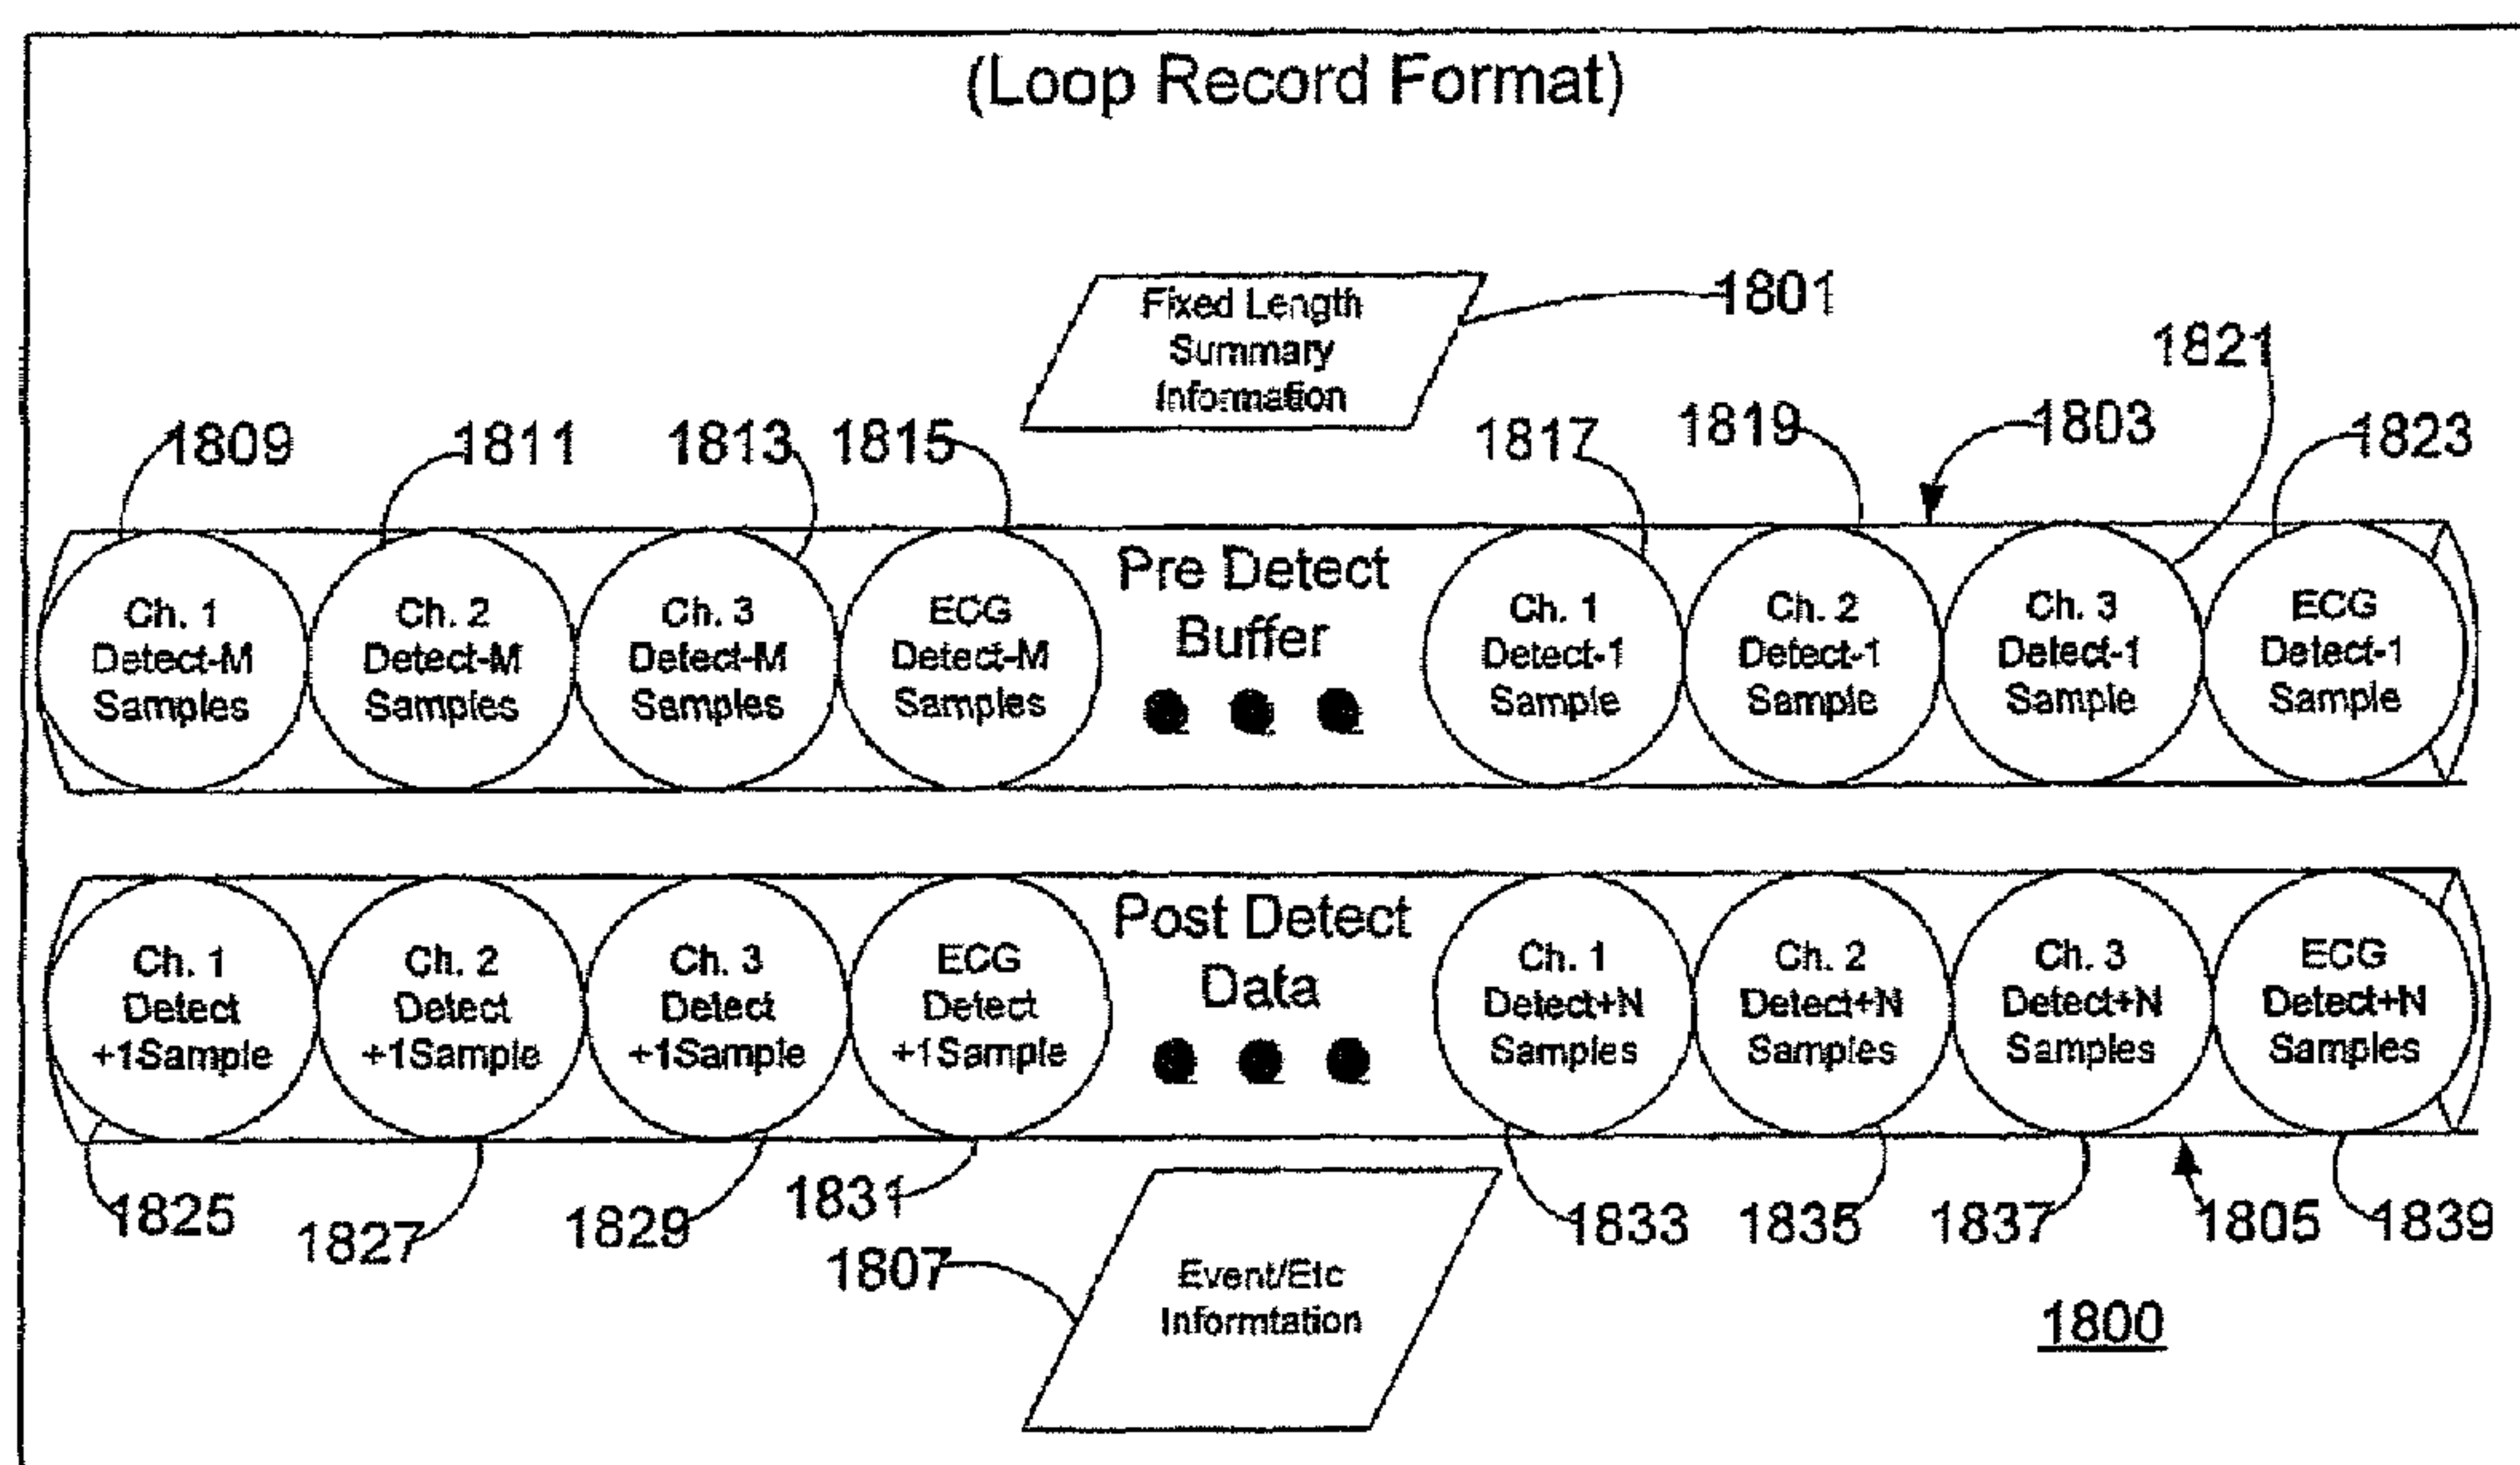 (Loop Record Format)
Fixed Length
Summary
Information
1801
1821
1809
1811
1813
1815
1817
1819
1803
1823
Ch. 1
Detect-M
Samples
Ch. 2
Detect-M
Samples
Ch. 3
Detect-M
Samples
ECG
Detect-M
Samples
Pre Detect
Buffer
Ch. 1
Detect-1
Sample
Ch. 2
Detect-1
Sample
Ch. 3
Detect-1
Sample
ECG
Detect-1
Sample
Ch. 1
Detect
+1Sample
Ch. 2
Detect
+1Sample
Ch. 3
Detect
+1Sample
ECG
Detect
+1Sample
Post Detect
Data
Ch. 1
Detect+N
Samples
Ch. 2
Detect+N
Samples
Ch. 3
Detect+N
Samples
ECG
Detect+N
Samples
1825
1827
1829
1831
1833
1835
1837
1805
1839
1807
Event/Etc
Informtation
1800